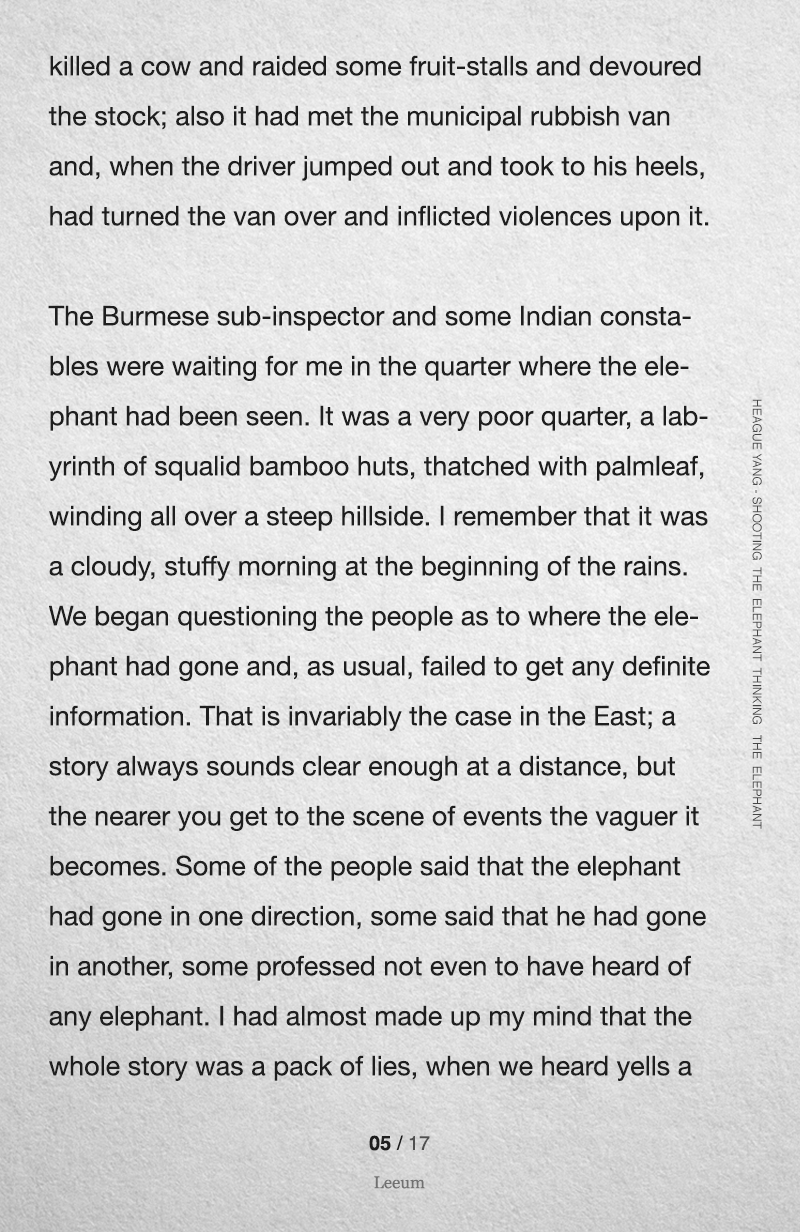 killed a cow and raided some fruit-stalls and devoured
the stock; also it had met the municipal rubbish van
and, when the driver jumped out and took to his heels,
had turned the van over and inflicted violences upon it.
The Burmese sub-inspector and some Indian consta-
bles were waiting for me in the quarter where the ele-
phant had been seen. It was a very poor quarter, a lab-
yrinth of squalid bamboo huts, thatched with palmleaf,
winding all over a steep hillside. I remember that it was
a cloudy, stuffy morning at the beginning of the rains.
We began questioning the people as to where the ele-
phant had gone and, as usual, failed to get any definite
information. That is invariably the case in the East; a
story always sounds clear enough at a distance, but
the nearer you get to the scene of events the vaguer it
becomes. Some of the people said that the elephant
had gone in one direction, some said that he had gone
in another, some professed not even to have heard of
any elephant. I had almost made up my mind that the
whole story was a pack of lies, when we heard yells a
HEAGUE YANG · SHOOTING THE ELEPHANT THINKING THE ELEPHANT
05 / 17
Leeum